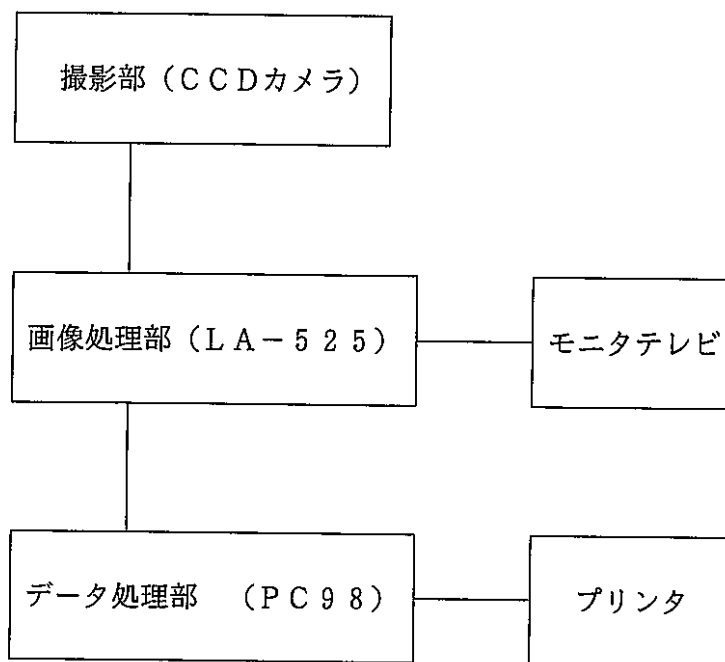 撮影部(CCDカメラ)
画像処理部(LA-525)
モニタテレビ
データ処理部 (PC98)
プリンタ